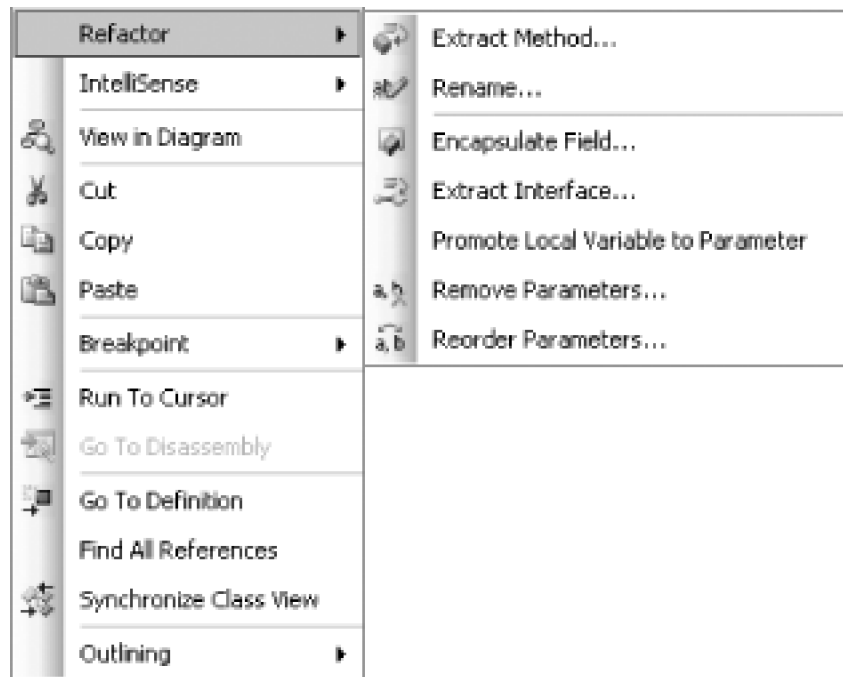 Refactor
IntelliSense
View in Diagram
Cut
Copy
Paste
Breakpoint
Run To Cursor
Go To Disassembly
Go To Definition
Find All References
Synchronize Class View
Outlining
Extract Method...
Rename...
Encapsulate Field...
Extract Interface...
Promote Local Variable to Parameter
Remove Parameters...
Reorder Parameters...